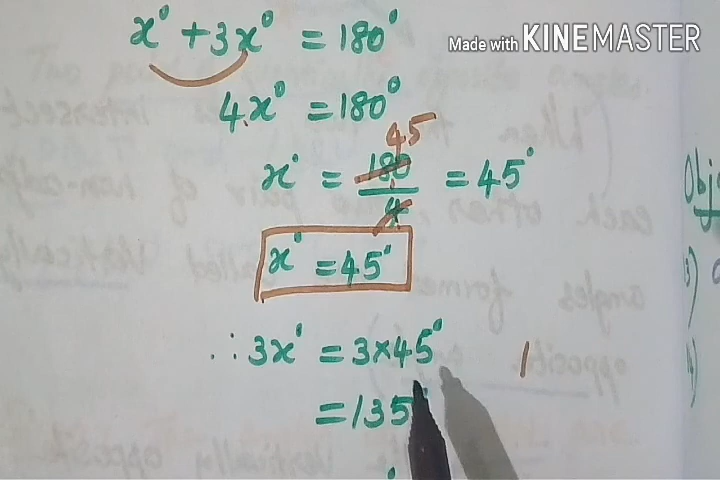 x° + 3x° = 180°
Made with KINEMASTER
4x° = 180°
45
x° = 180/4 = 45°
x° = 45°
∴ 3x° = 3×45°
= 135°